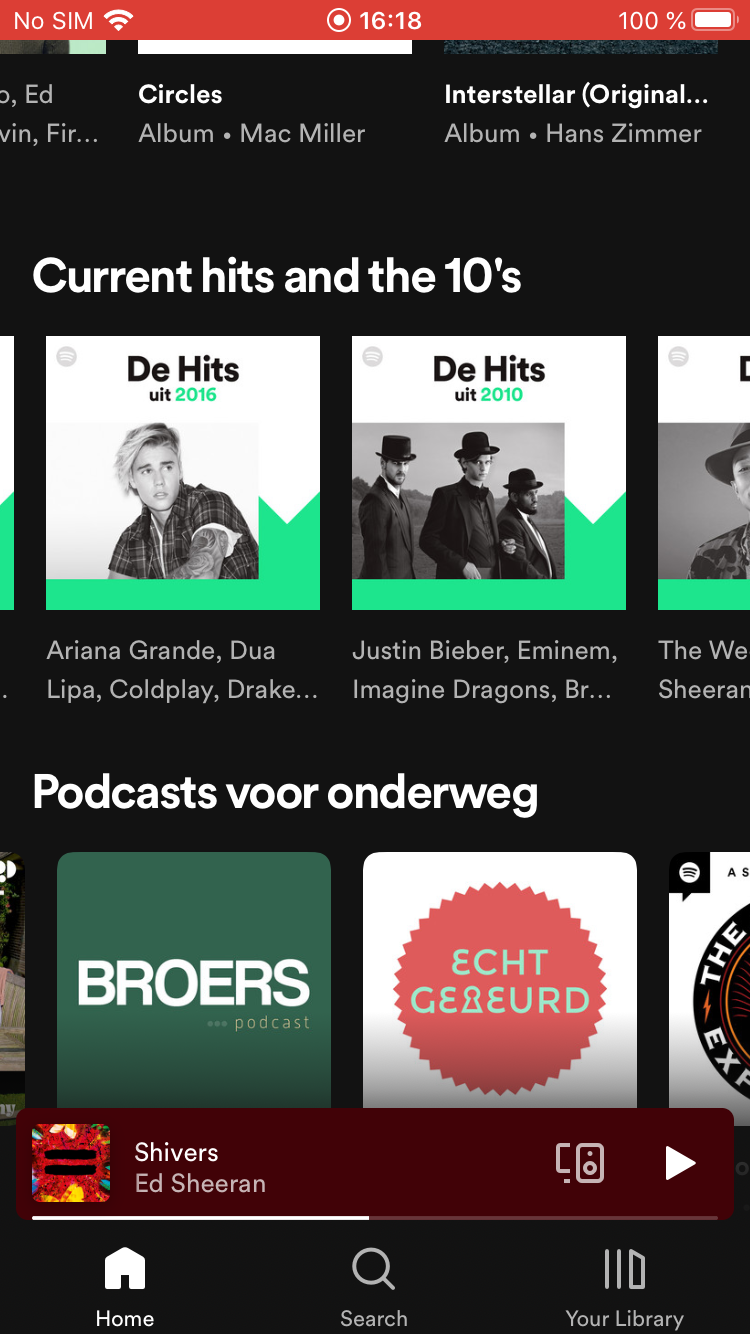 No SIM 16:18 100 %
o, Ed
vin, Fir...
Circles
Album • Mac Miller
Interstellar (Original...
Album • Hans Zimmer
Current hits and the 10's
De Hits
uit 2016
De Hits
uit 2010
Ariana Grande, Dua
Lipa, Coldplay, Drake...
Justin Bieber, Eminem,
Imagine Dragons, Br...
The We
Sheeran
Podcasts voor onderweg
BROERS
podcast
ECHT
GEBEURD
A S
THE
EXP
Shivers
Ed Sheeran
Home
Search
Your Library